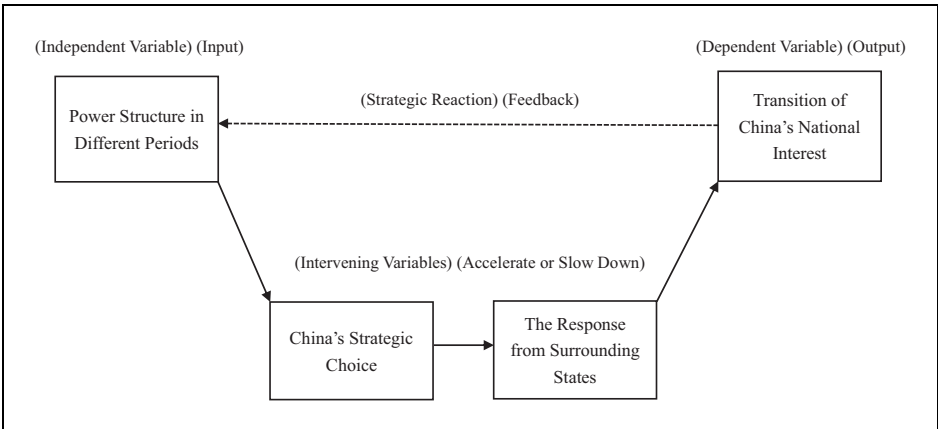 (Independent Variable) (Input)
(Dependent Variable) (Output)
Power Structure in
Different Periods
(Strategic Reaction) (Feedback)
Transition of
China’s National
Interest
(Intervening Variables) (Accelerate or Slow Down)
China’s Strategic
Choice
The Response
from Surrounding
States